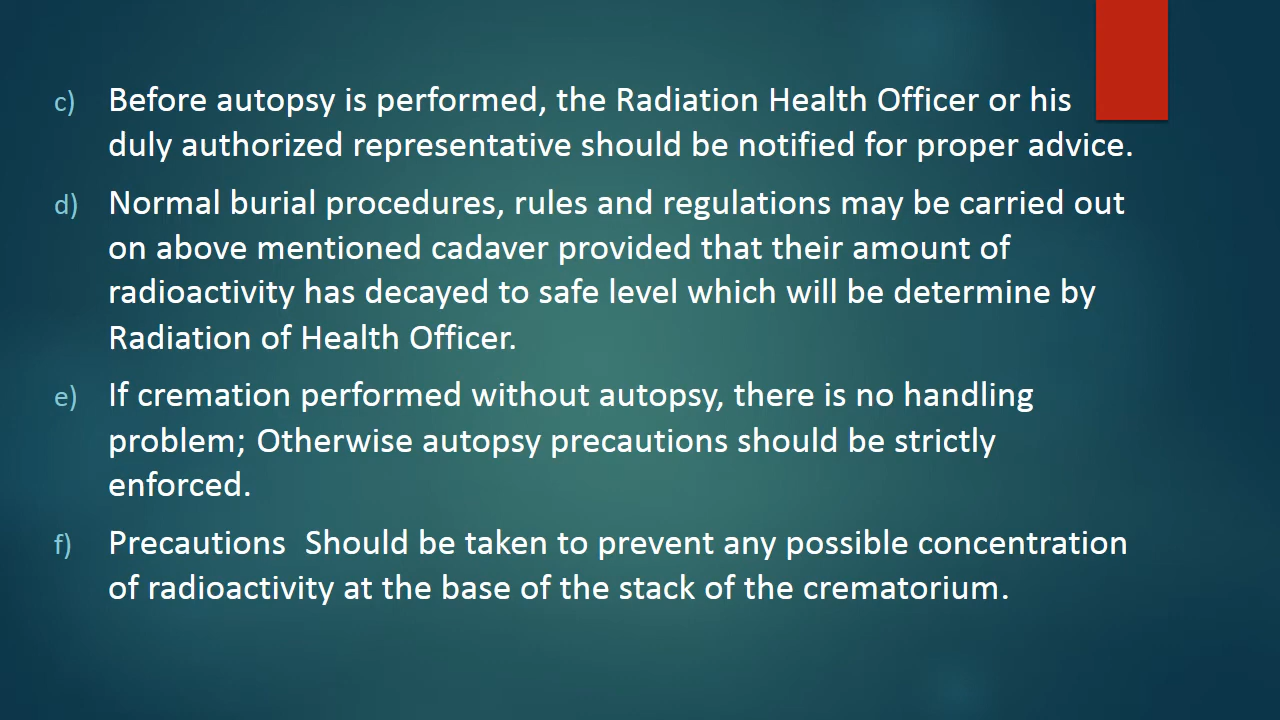 c) Before autopsy is performed, the Radiation Health Officer or his
duly authorized representative should be notified for proper advice.
d) Normal burial procedures, rules and regulations may be carried out
on above mentioned cadaver provided that their amount of
radioactivity has decayed to safe level which will be determine by
Radiation of Health Officer.
e) If cremation performed without autopsy, there is no handling
problem; Otherwise autopsy precautions should be strictly
enforced.
f) Precautions  Should be taken to prevent any possible concentration
of radioactivity at the base of the stack of the crematorium.